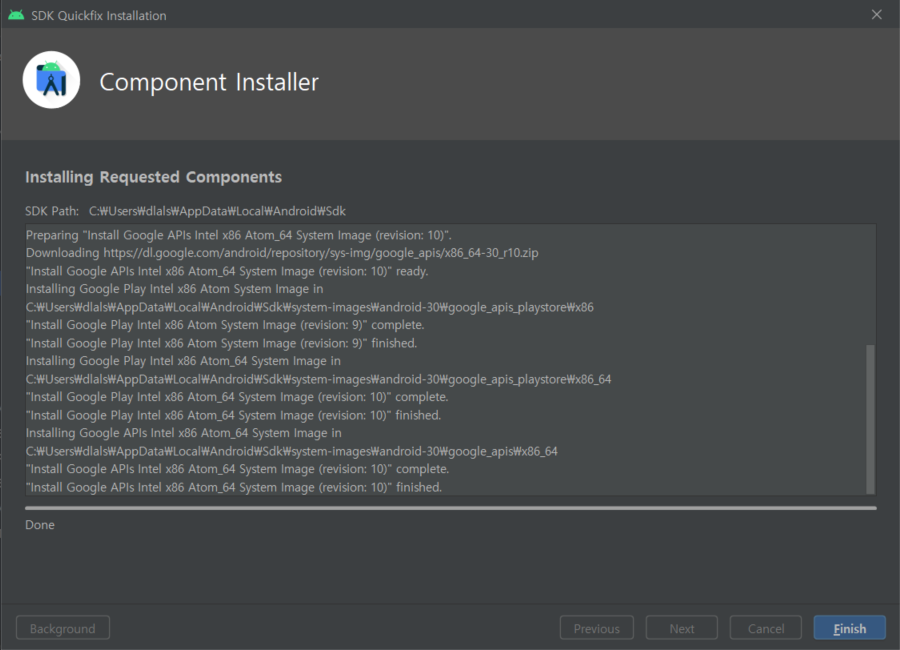 SDK Quickfix Installation
Component Installer
Installing Requested Components
SDK Path: C:₩Users₩dlals₩AppData₩Local₩Android₩Sdk
Preparing "Install Google APIs Intel x86 Atom_64 System Image (revision: 10)".
Downloading https://dl.google.com/android/repository/sys-img/google_apis/x86_64-30_r10.zip
"Install Google APIs Intel x86 Atom_64 System Image (revision: 10)" ready.
Installing Google Play Intel x86 Atom System Image in
C:₩Users₩dlals₩AppData₩Local₩Android₩Sdk₩system-images₩android-30₩google_apis_playstore₩x86
"Install Google Play Intel x86 Atom System Image (revision: 9)" complete.
"Install Google Play Intel x86 Atom System Image (revision: 9)" finished.
Installing Google Play Intel x86 Atom_64 System Image in
C:₩Users₩dlals₩AppData₩Local₩Android₩Sdk₩system-images₩android-30₩google_apis_playstore₩x86_64
"Install Google Play Intel x86 Atom_64 System Image (revision: 10)" complete.
"Install Google Play Intel x86 Atom_64 System Image (revision: 10)" finished.
Installing Google APIs Intel x86 Atom_64 System Image in
C:₩Users₩dlals₩AppData₩Local₩Android₩Sdk₩system-images₩android-30₩google_apis₩x86_64
"Install Google APIs Intel x86 Atom_64 System Image (revision: 10)" complete.
"Install Google APIs Intel x86 Atom_64 System Image (revision: 10)" finished.
Done
Background Previous Next Cancel Finish